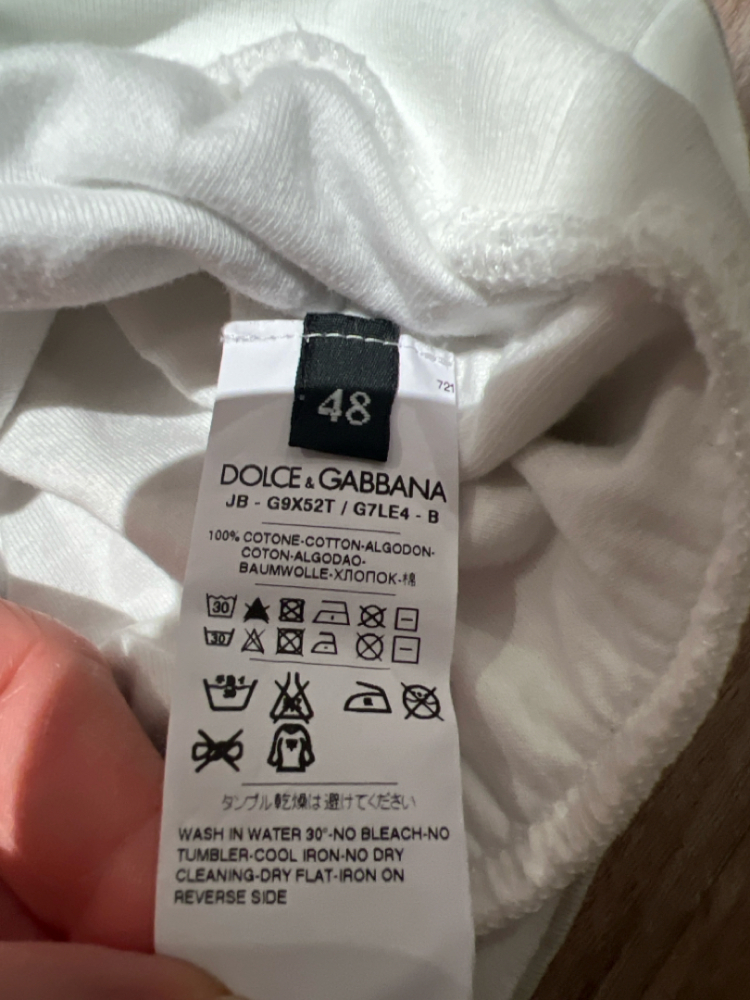 48
721
DOLCE & GABBANA
JB - G9X52T / G7LE4 - B
100% COTONE-COTTON-ALGODON-
COTON-ALGODAO-
BAUMWOLLE-ХЛОПОК-棉
30
30
タンブル乾燥は避けてください
WASH IN WATER 30°-NO BLEACH-NO
TUMBLER-COOL IRON-NO DRY
CLEANING-DRY FLAT-IRON ON
REVERSE SIDE